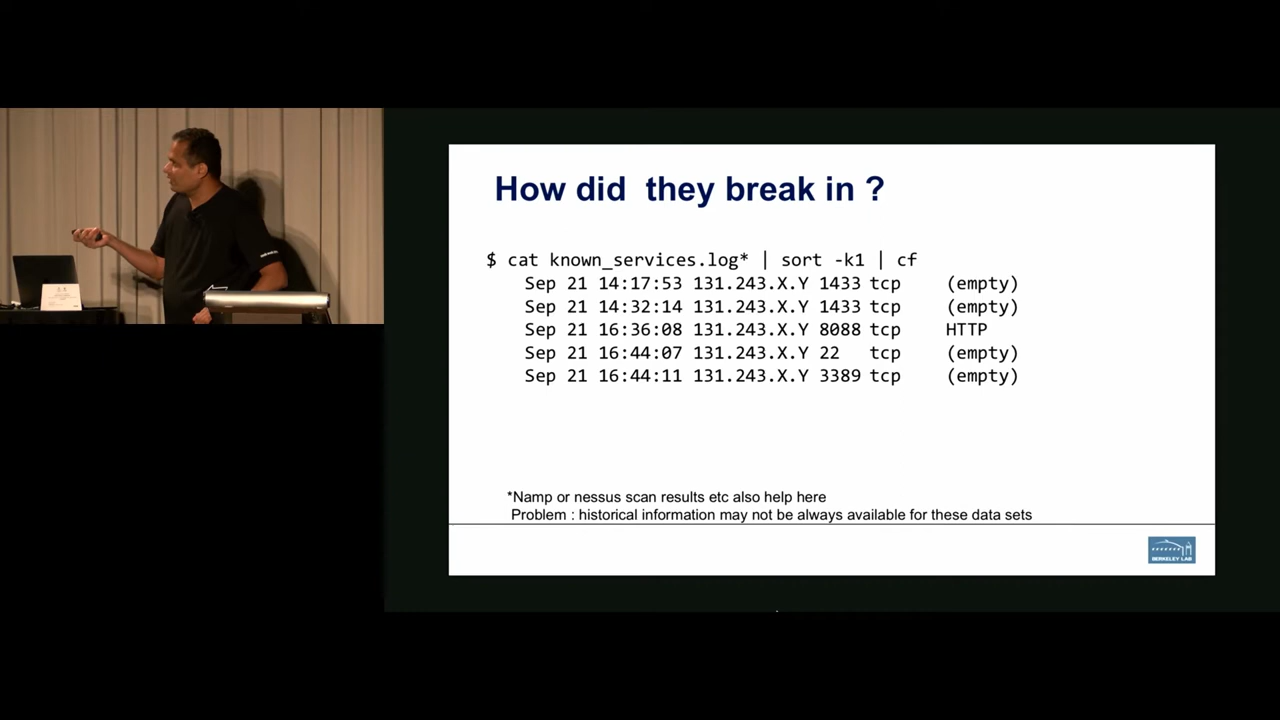 How did  they break in ?
$ cat known_services.log* | sort -k1 | cf
Sep 21 14:17:53 131.243.X.Y 1433 tcp (empty)
Sep 21 14:32:14 131.243.X.Y 1433 tcp (empty)
Sep 21 16:36:08 131.243.X.Y 8088 tcp HTTP
Sep 21 16:44:07 131.243.X.Y 22 tcp (empty)
Sep 21 16:44:11 131.243.X.Y 3389 tcp (empty)
*Namp or nessus scan results etc also help here
Problem : historical information may not be always available for these data sets
BERKELEY LAB